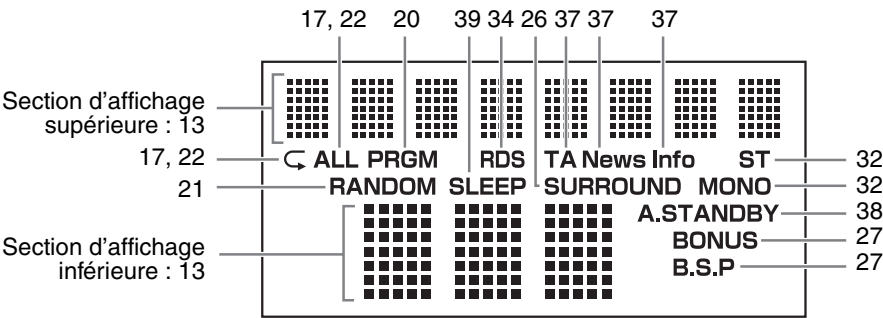 17, 22 20 39 34 26 37 37 37
Section d'affichage
supérieure : 13
17, 22 ALL PRGM RDS TA News Info ST 32
21 RANDOM SLEEP SURROUND MONO 32
A.STANDBY 38
Section d'affichage BONUS 27
inférieure : 13 B.S.P 27